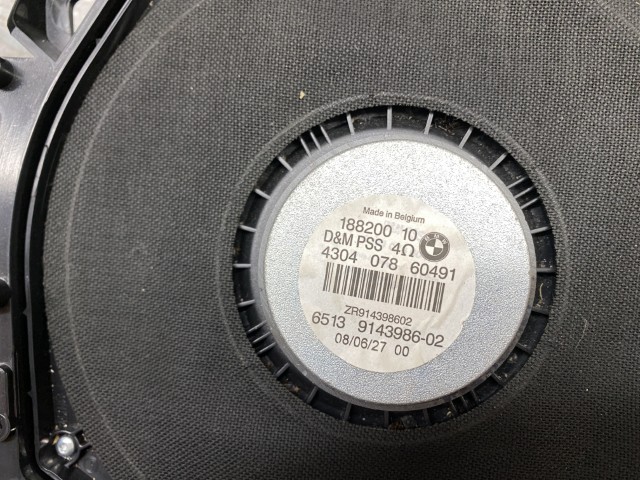 Made in Belgium
188200 10
D&M PSS 4Ω
4304 078 60491
ZR914398602
6513 9143986-02
08/06/27 00